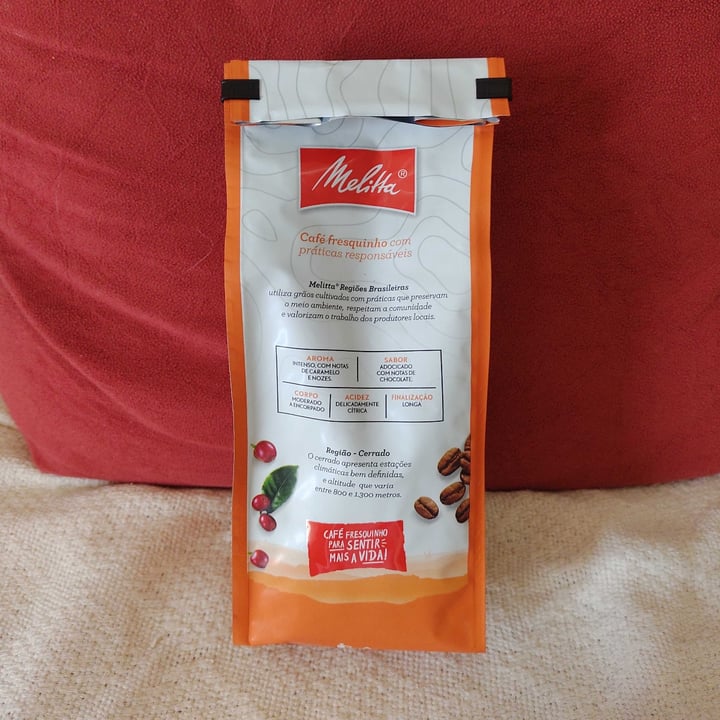 Melitta®
Café fresquinho com
práticas responsáveis
Melitta® Regiões Brasileiras
utiliza grãos cultivados com práticas que preservam
o meio ambiente, respeitam a comunidade
e valorizam o trabalho dos produtores locais.
AROMA
INTENSO, COM NOTAS
DE CARAMELO
E NOZES.
SABOR
ADOCICADO
COM NOTAS DE
CHOCOLATE.
CORPO
MODERADO
A ENCORPADO
ACIDEZ
DELICADAMENTE
CÍTRICA
FINALIZAÇÃO
LONGA
Região - Cerrado
O cerrado apresenta estações
climáticas bem definidas,
e altitude que varia
entre 800 e 1.300 metros.
CAFÉ FRESQUINHO
PARA SENTIR
MAIS A VIDA!